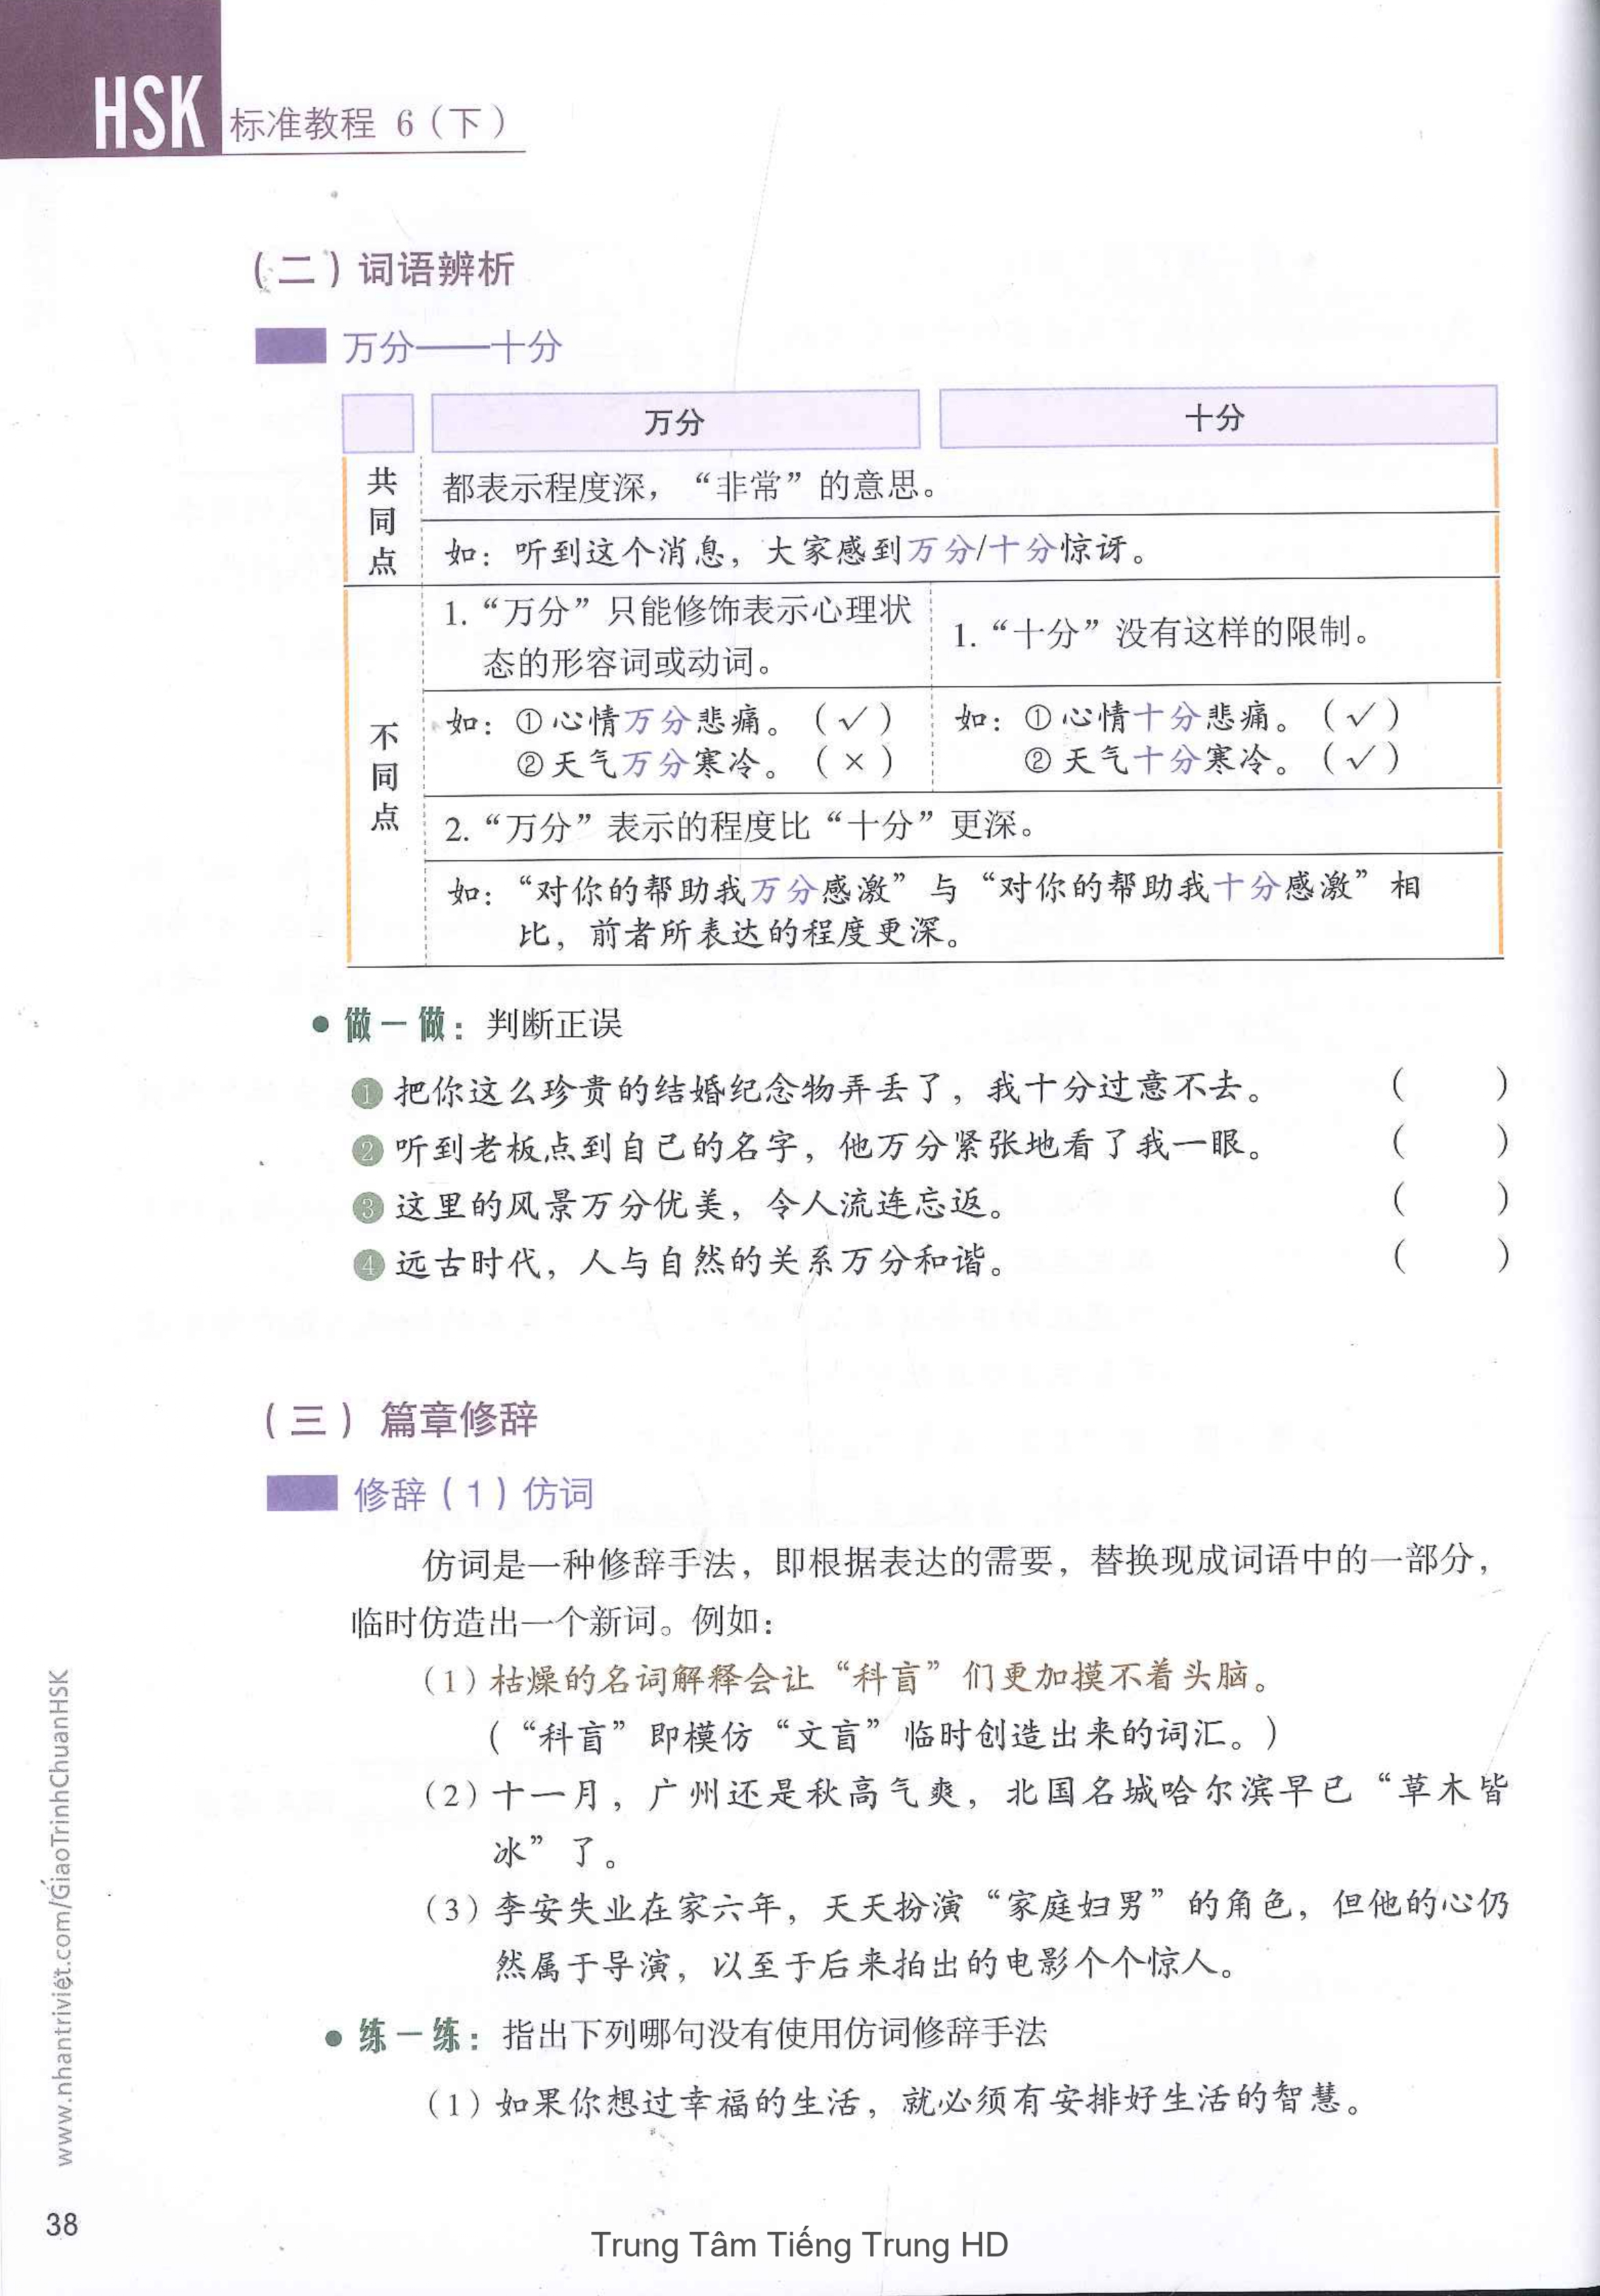 HSK 标准教程 6（下）
（二）词语辨析
万分——十分
万分 十分
共同点
都表示程度深，“非常”的意思。
如：听到这个消息，大家感到万分/十分惊讶。
不同点
1. “万分”只能修饰表示心理状
态的形容词或动词。
1. “十分”没有这样的限制。
如：①心情万分悲痛。（√）
②天气万分寒冷。（×）
如：①心情十分悲痛。（√）
②天气十分寒冷。（√）
2. “万分”表示的程度比“十分”更深。
如：“对你的帮助我万分感激”与“对你的帮助我十分感激”相
比，前者所表达的程度更深。
●做一做：判断正误
1 把你这么珍贵的结婚纪念物弄丢了，我十分过意不去。 （ ）
2 听到老板点到自己的名字，他万分紧张地看了我一眼。 （ ）
3 这里的风景万分优美，令人流连忘返。 （ ）
4 远古时代，人与自然的关系万分和谐。 （ ）
（三）篇章修辞
修辞（1）仿词
仿词是一种修辞手法，即根据表达的需要，替换现成词语中的一部分，
临时仿造出一个新词。例如：
（1）枯燥的名词解释会让“科盲”们更加摸不着头脑。
（“科盲”即模仿“文盲”临时创造出来的词汇。）
（2）十一月，广州还是秋高气爽，北国名城哈尔滨早已“草木皆
冰”了。
（3）李安失业在家六年，天天扮演“家庭妇男”的角色，但他的心仍
然属于导演，以至于后来拍出的电影个个惊人。
●练一练：指出下列哪句没有使用仿词修辞手法
（1）如果你想过幸福的生活，就必须有安排好生活的智慧。
www.nhantriviet.com/GiaoTrinhChuanHSK
38
Trung Tâm Tiếng Trung HD